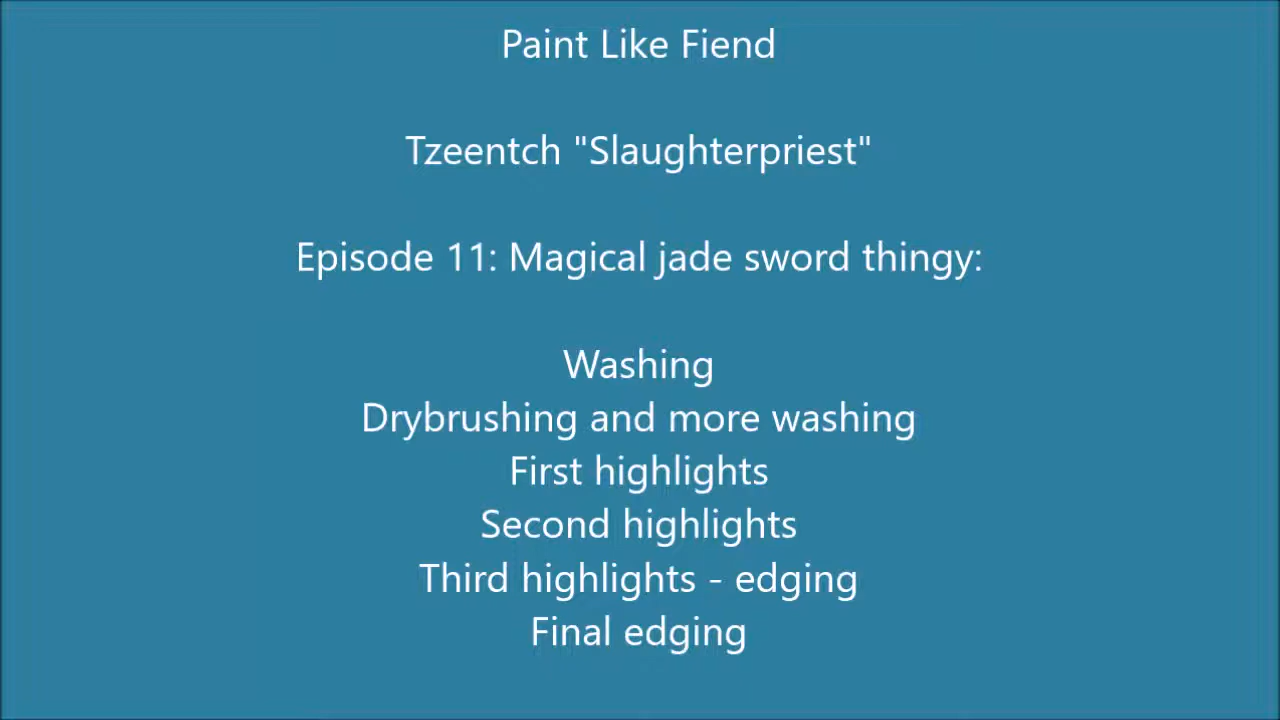 Paint Like Fiend
Tzeentch "Slaughterpriest"
Episode 11: Magical jade sword thingy:
Washing
Drybrushing and more washing
First highlights
Second highlights
Third highlights - edging
Final edging